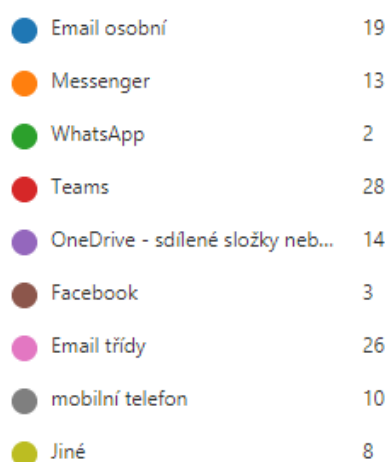 Email osobní 19
Messenger 13
WhatsApp 2
Teams 28
OneDrive - sdílené složky neb... 14
Facebook 3
Email třídy 26
mobilní telefon 10
Jiné 8